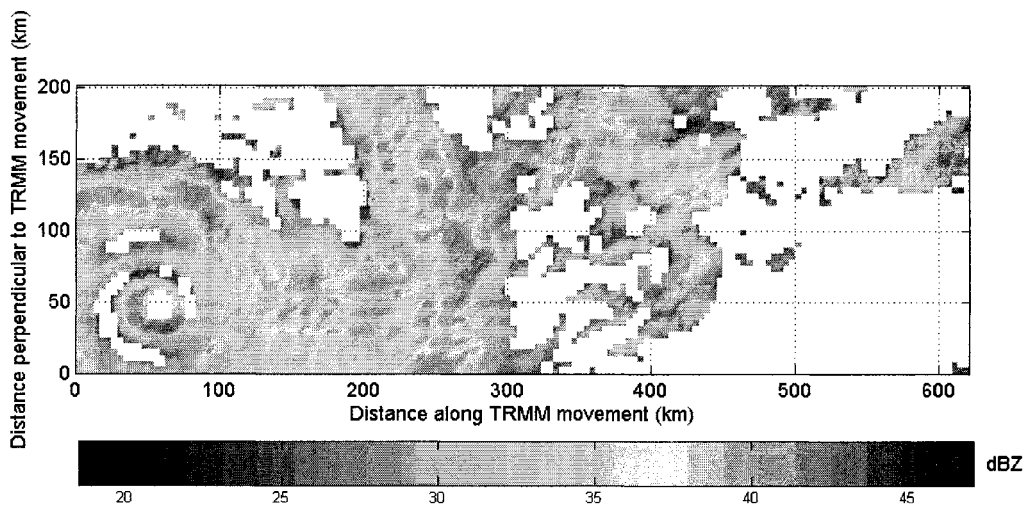 Distance perpendicular to TRMM movement (km)
200
150
100
50
0
0 100 200 300 400 500 600
Distance along TRMM movement (km)
dBZ
20 25 30 35 40 45